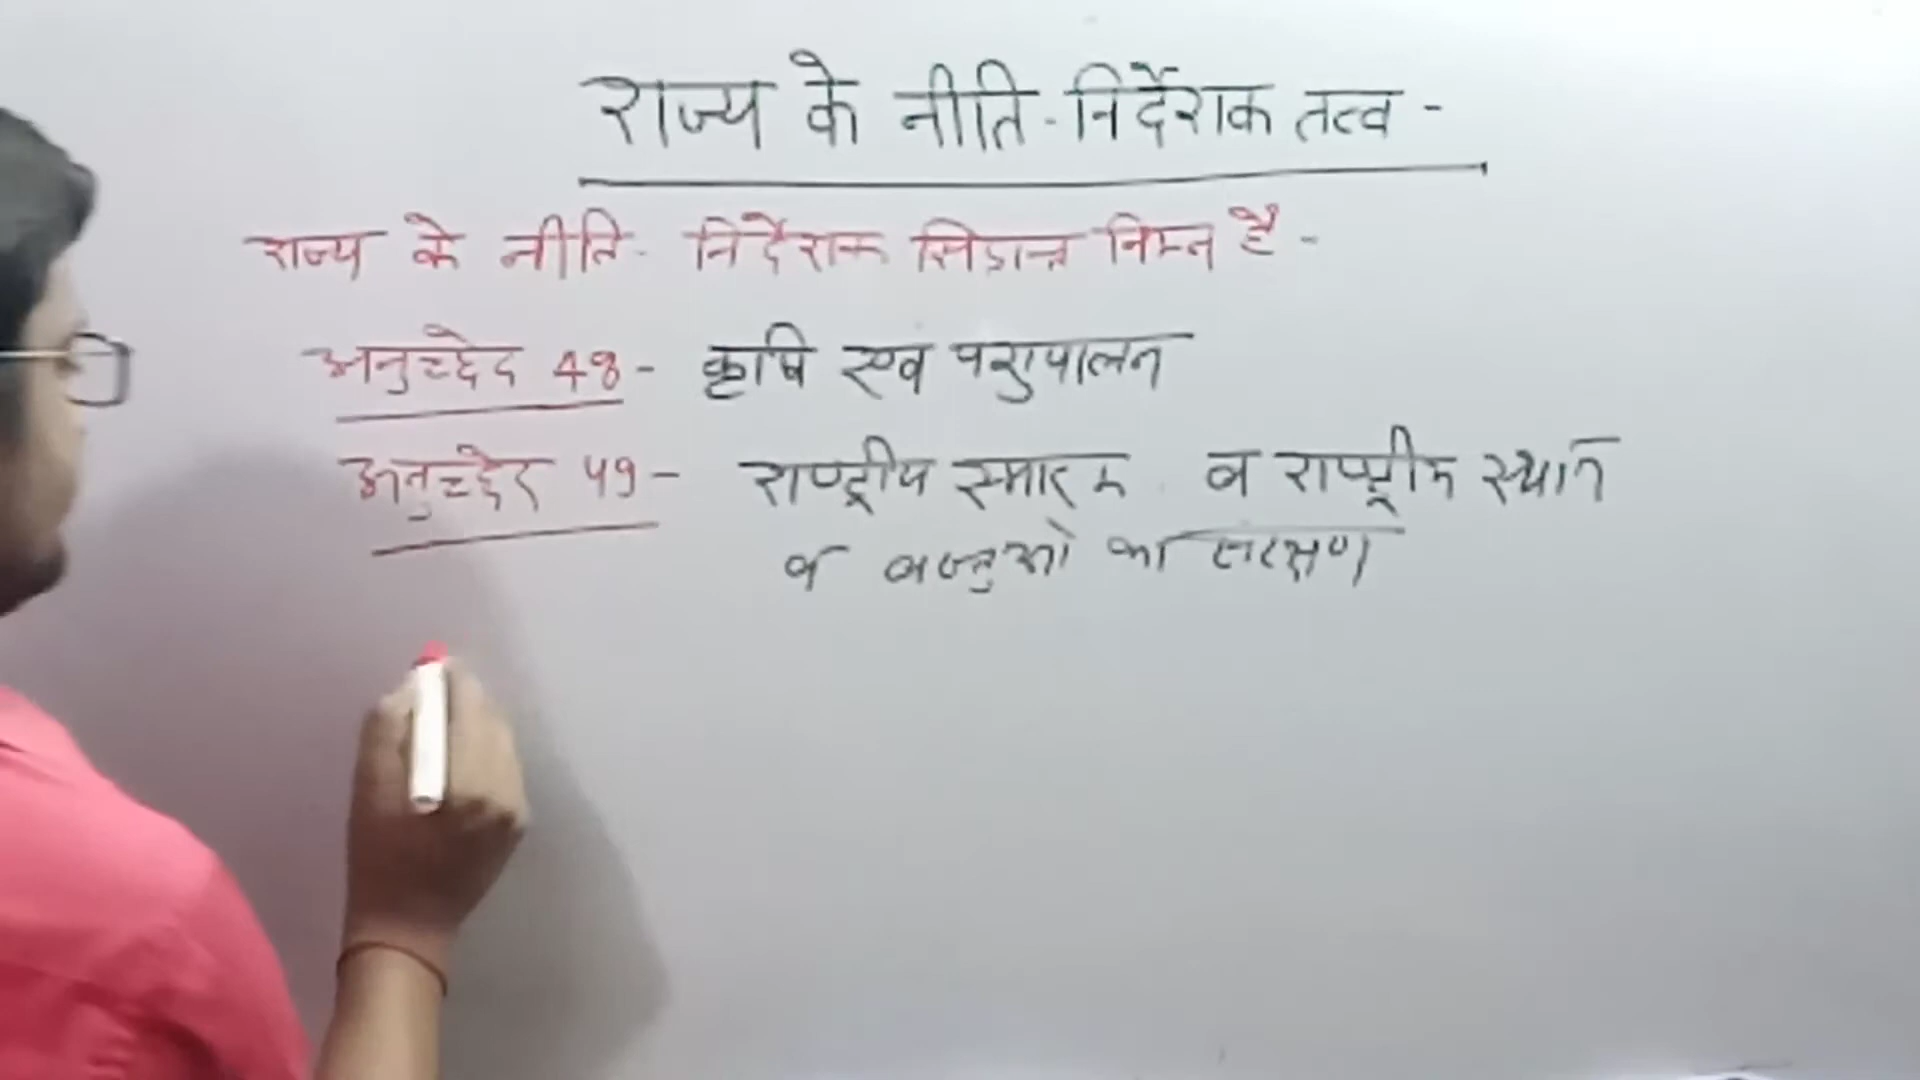 राज्य के नीति-निर्देशक तत्व -
राज्य के नीति- निर्देशक सिद्धान्त निम्न है -
अनुच्छेद 48- कृषि एव पशुपालन
अनुच्छेद 49- राष्ट्रीय स्मारक व राष्ट्रीय स्थान
व वस्तुओ का संरक्षण